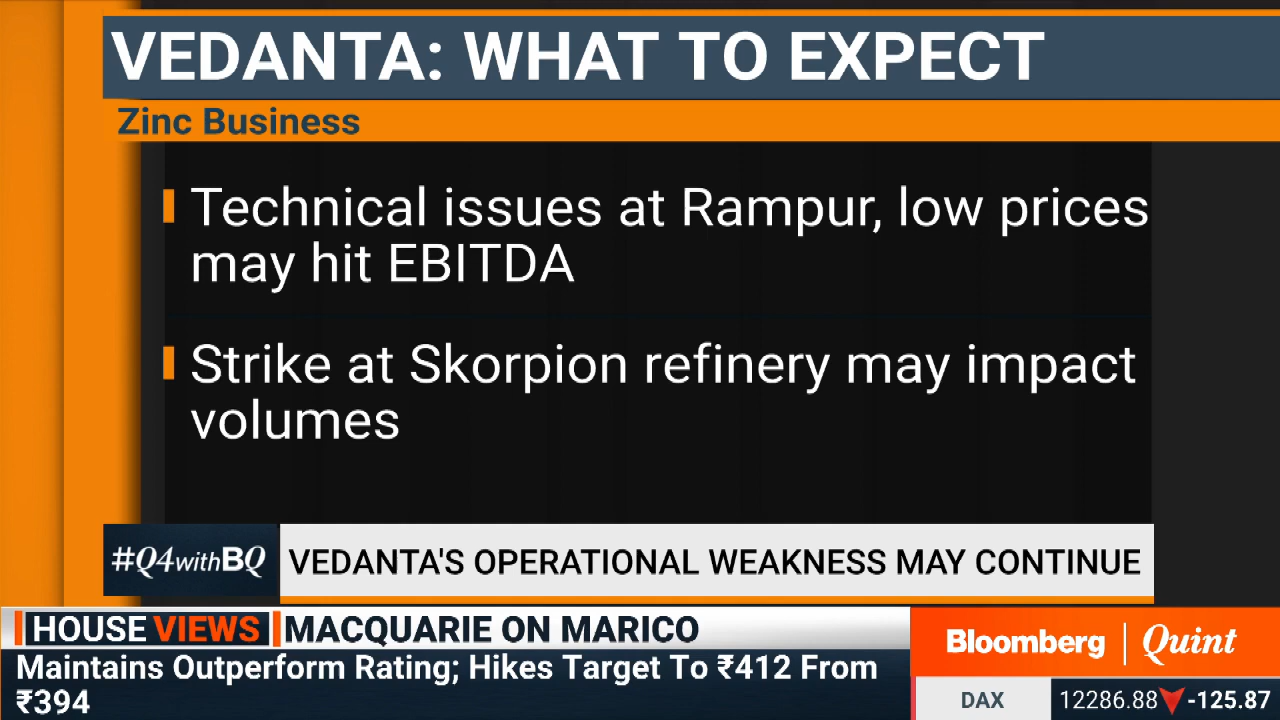 VEDANTA: WHAT TO EXPECT
Zinc Business
Technical issues at Rampur, low prices
may hit EBITDA
Strike at Skorpion refinery may impact
volumes
#Q4withBQ
VEDANTA'S OPERATIONAL WEAKNESS MAY CONTINUE
HOUSE VIEWS MACQUARIE ON MARICO
Maintains Outperform Rating; Hikes Target To ₹412 From
₹394
Bloomberg | Quint
DAX 12286.88 -125.87